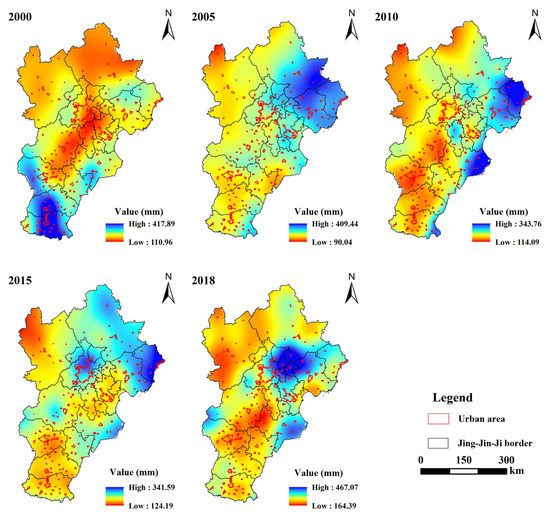 2000
N
Value (mm)
High : 417.89
Low : 110.96
2005
N
Value (mm)
High : 409.44
Low : 90.04
2010
N
Value (mm)
High : 343.76
Low : 114.09
2015
N
Value (mm)
High : 341.59
Low : 124.19
2018
N
Value (mm)
High : 467.07
Low : 164.39
Legend
Urban area
Jing-Jin-Ji border
0 150 300
km